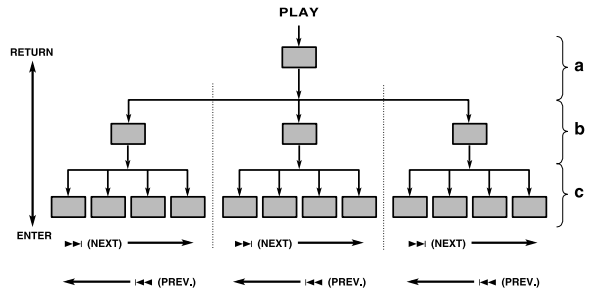 PLAY
RETURN
a
b
c
ENTER
▶▶| (NEXT) ▶▶| (NEXT) ▶▶| (NEXT)
|◀◀ (PREV.) |◀◀ (PREV.) |◀◀ (PREV.)